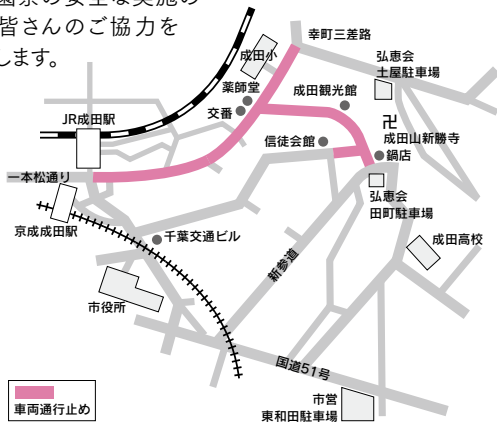 園祭の安全な実施の
皆さんのご協力を
します。
幸町三差路
成田小
弘恵会
土屋駐車場
薬師堂
成田観光館
交番
JR成田駅
卍
成田山新勝寺
信徒会館
鍋店
一本松通り
弘恵会
田町駐車場
京成成田駅
千葉交通ビル
成田高校
新参道
市役所
国道51号
市営
東和田駐車場
車両通行止め